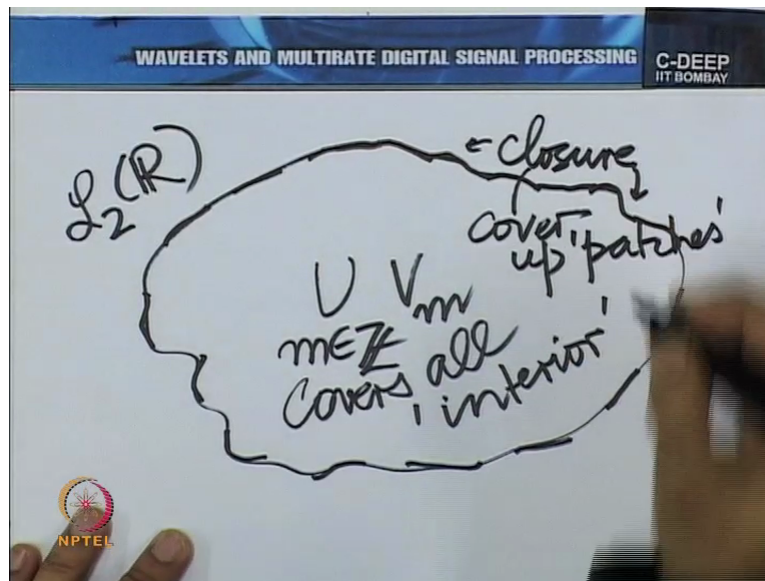 WAVELETS AND MULTIRATE DIGITAL SIGNAL PROCESSING
C-DEEP
IIT BOMBAY
ℒ₂(ℝ)
← closure
cover
up 'patches'
∪ Vₘ
m∈ℤ
covers all
'interior'
NPTEL